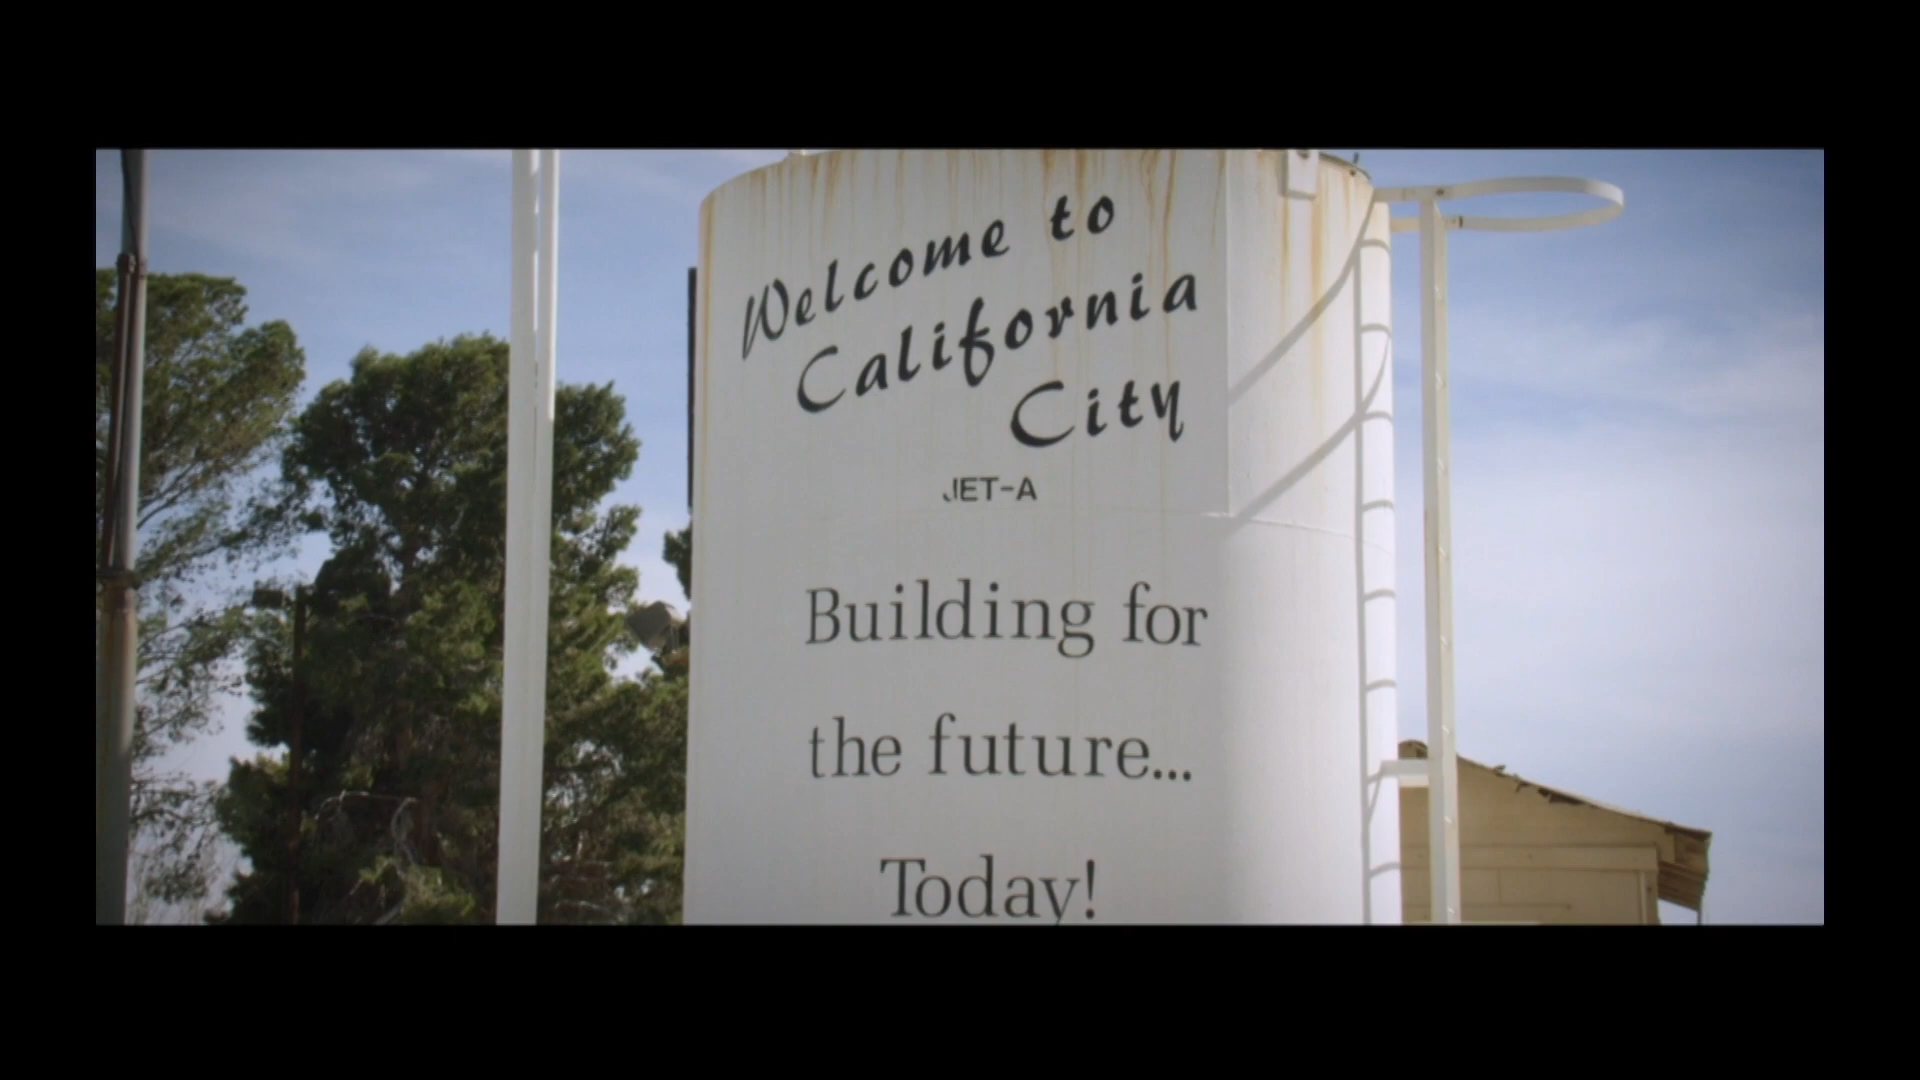 Welcome to
California
City
JET-A
Building for
the future...
Today!